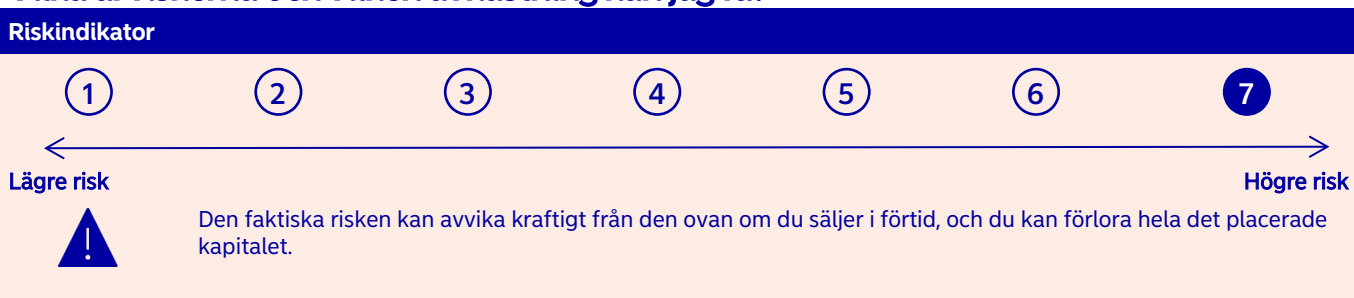 Riskindikator
1 2 3 4 5 6 7
Lägre risk Högre risk
Den faktiska risken kan avvika kraftigt från den ovan om du säljer i förtid, och du kan förlora hela det placerade
kapitalet.